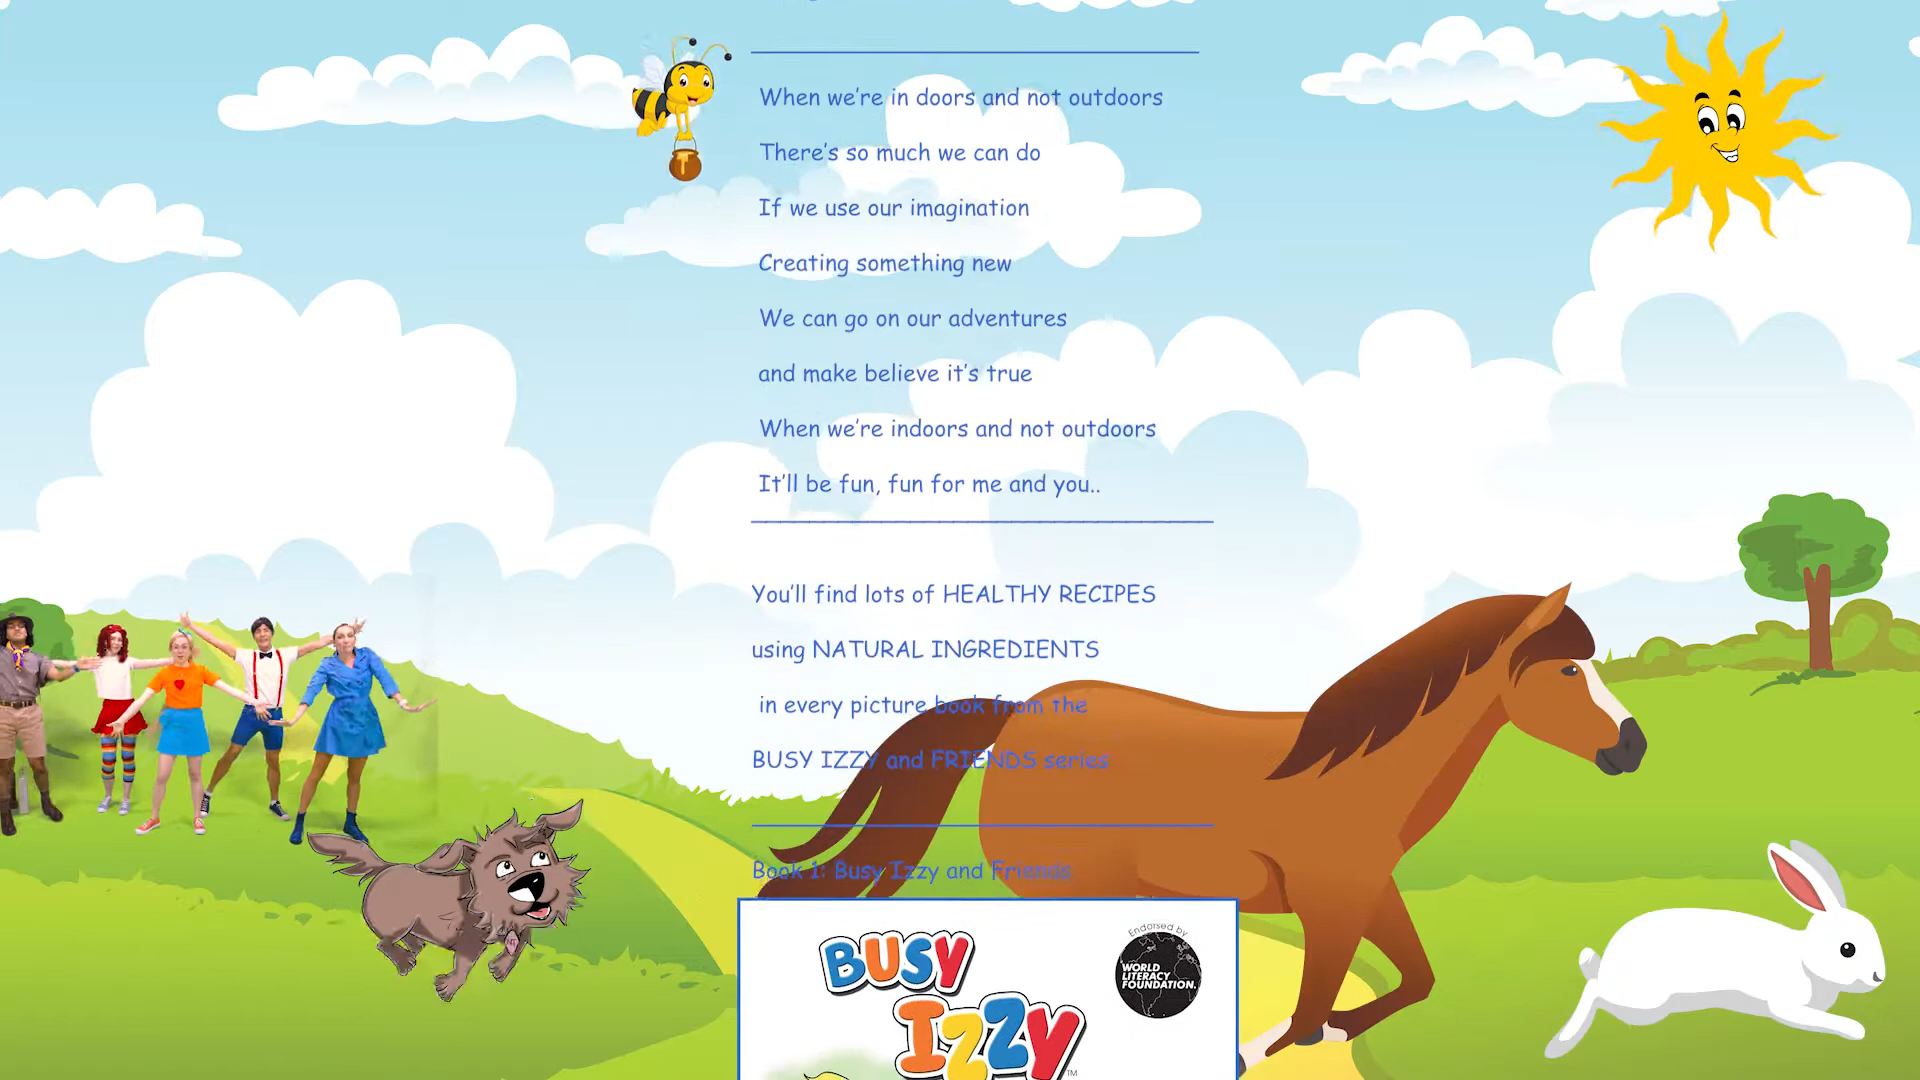 When we're in doors and not outdoors
There's so much we can do
If we use our imagination
Creating something new
We can go on our adventures
and make believe it's true
When we're indoors and not outdoors
It'll be fun, fun for me and you..
You'll find lots of HEALTHY RECIPES
using NATURAL INGREDIENTS
in every picture book from the
BUSY IZZY and FRIENDS series
Book 1: Busy Izzy and Friends
BUSY
IZZY
TM
Endorsed by
WORLD
LITERACY
FOUNDATION.